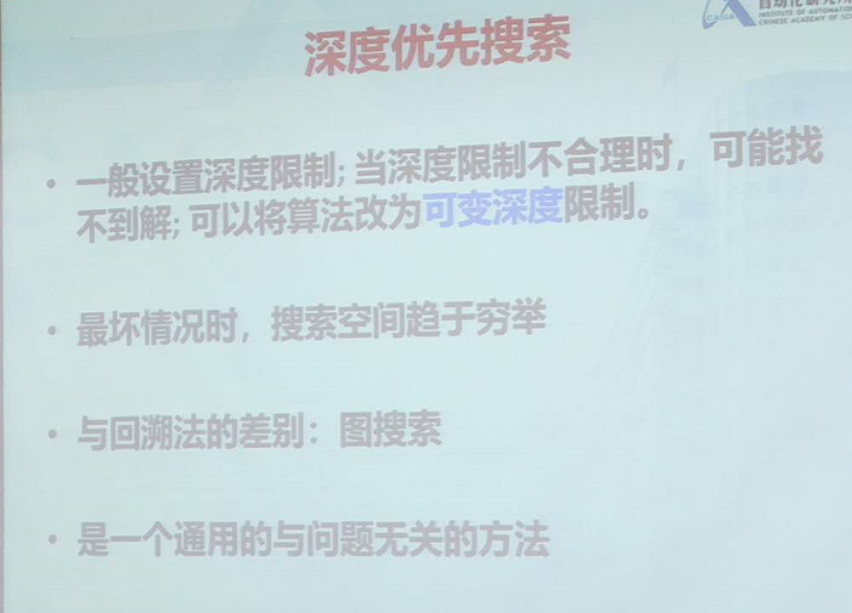 自动化研究所
INSTITUTE OF AUTOMATION
CHINESE ACADEMY OF
CASIA
深度优先搜索
• 一般设置深度限制; 当深度限制不合理时，可能找
不到解; 可以将算法改为可变深度限制。
• 最坏情况时，搜索空间趋于穷举
• 与回溯法的差别：图搜索
• 是一个通用的与问题无关的方法